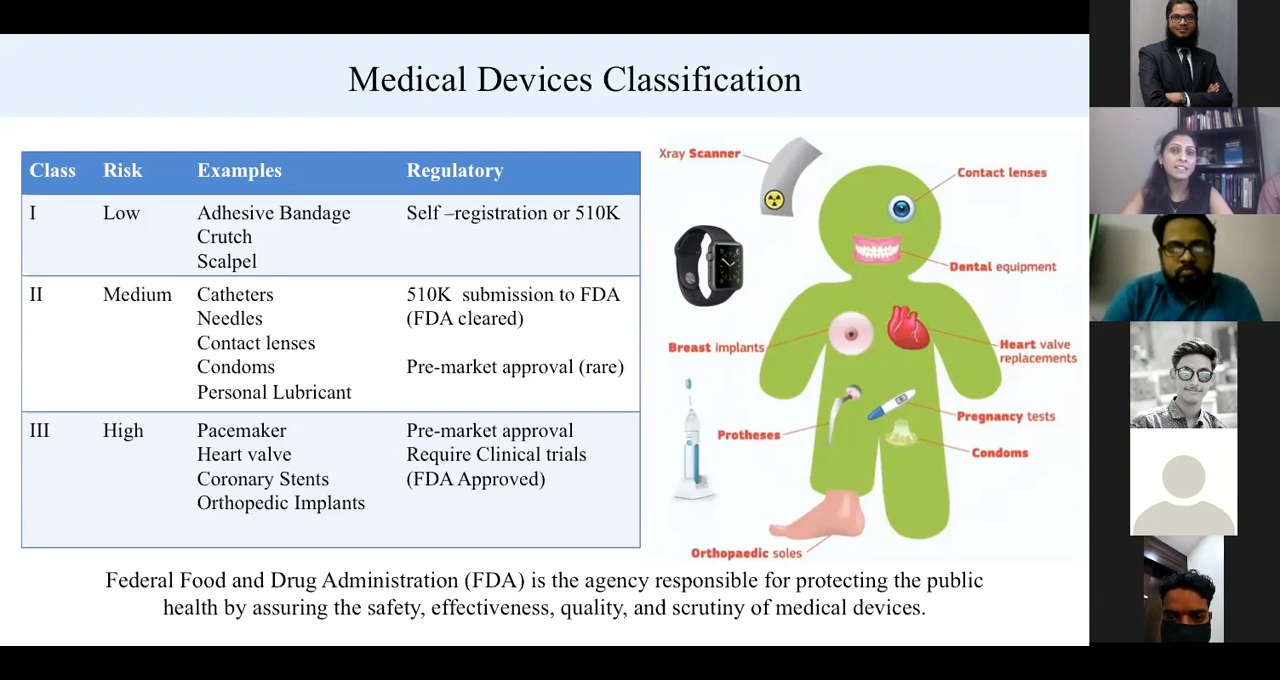 Medical Devices Classification
Class Risk Examples Regulatory
I Low Adhesive Bandage Self –registration or 510K
Crutch
Scalpel
II Medium Catheters 510K submission to FDA
Needles (FDA cleared)
Contact lenses
Condoms Pre-market approval (rare)
Personal Lubricant
III High Pacemaker Pre-market approval
Heart valve Require Clinical trials
Coronary Stents (FDA Approved)
Orthopedic Implants
Xray Scanner
Contact lenses
Dental equipment
Breast implants
Heart valve
replacements
Pregnancy tests
Protheses
Condoms
Orthopaedic soles
Federal Food and Drug Administration (FDA) is the agency responsible for protecting the public
health by assuring the safety, effectiveness, quality, and scrutiny of medical devices.